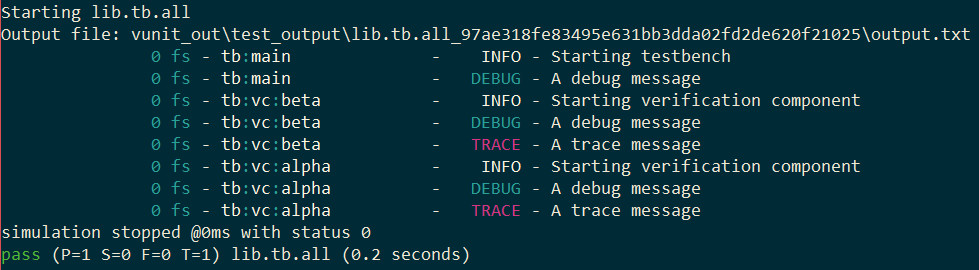 Starting lib.tb.all
Output file: vunit_out\test_output\lib.tb.all_97ae318fe83495e631bb3dda02fd2de620f21025\output.txt
0 fs - tb:main - INFO - Starting testbench
0 fs - tb:main - DEBUG - A debug message
0 fs - tb:vc:beta - INFO - Starting verification component
0 fs - tb:vc:beta - DEBUG - A debug message
0 fs - tb:vc:beta - TRACE - A trace message
0 fs - tb:vc:alpha - INFO - Starting verification component
0 fs - tb:vc:alpha - DEBUG - A debug message
0 fs - tb:vc:alpha - TRACE - A trace message
simulation stopped @0ms with status 0
pass (P=1 S=0 F=0 T=1) lib.tb.all (0.2 seconds)